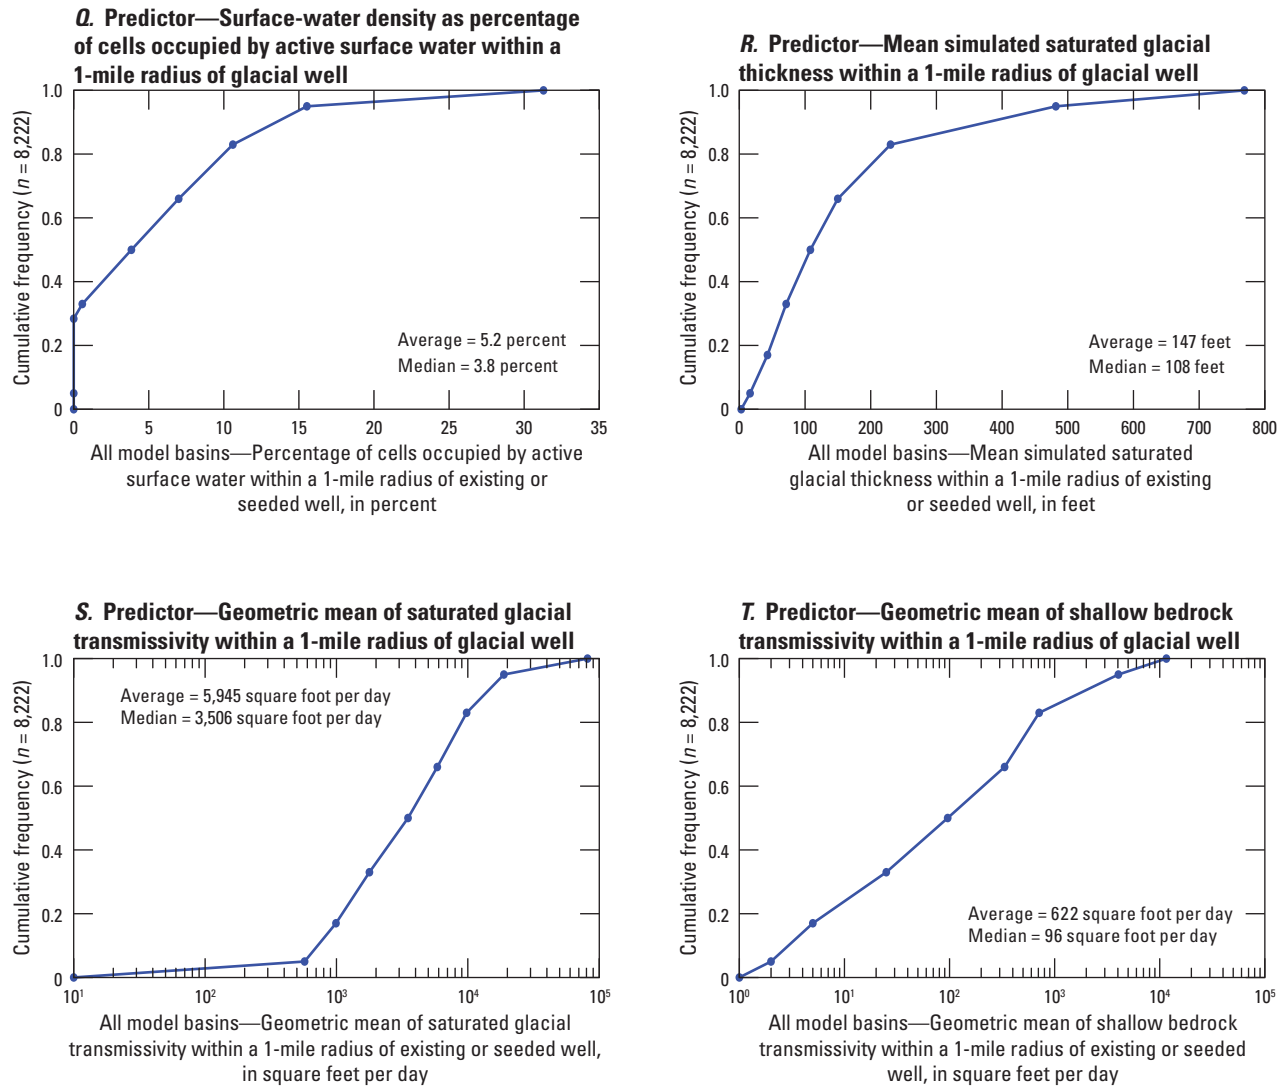 Q. Predictor—Surface-water density as percentage
of cells occupied by active surface water within a
1-mile radius of glacial well
Cumulative frequency (n = 8,222)
1.0
0.8
0.6
0.4
0.2
0
Average = 5.2 percent
Median = 3.8 percent
0 5 10 15 20 25 30 35
All model basins—Percentage of cells occupied by active
surface water within a 1-mile radius of existing or
seeded well, in percent
R. Predictor—Mean simulated saturated glacial
thickness within a 1-mile radius of glacial well
Cumulative frequency (n = 8,222)
1.0
0.8
0.6
0.4
0.2
0
Average = 147 feet
Median = 108 feet
0 100 200 300 400 500 600 700 800
All model basins—Mean simulated saturated
glacial thickness within a 1-mile radius of existing
or seeded well, in feet
S. Predictor—Geometric mean of saturated glacial
transmissivity within a 1-mile radius of glacial well
Cumulative frequency (n = 8,222)
1.0
0.8
0.6
0.4
0.2
0
Average = 5,945 square foot per day
Median = 3,506 square foot per day
10¹ 10² 10³ 10⁴ 10⁵
All model basins—Geometric mean of saturated glacial
transmissivity within a 1-mile radius of existing or seeded well,
in square feet per day
T. Predictor—Geometric mean of shallow bedrock
transmissivity within a 1-mile radius of glacial well
Cumulative frequency (n = 8,222)
1.0
0.8
0.6
0.4
0.2
0
Average = 622 square foot per day
Median = 96 square foot per day
10⁰ 10¹ 10² 10³ 10⁴ 10⁵
All model basins—Geometric mean of shallow bedrock
transmissivity within a 1-mile radius of existing or seeded
well, in square feet per day